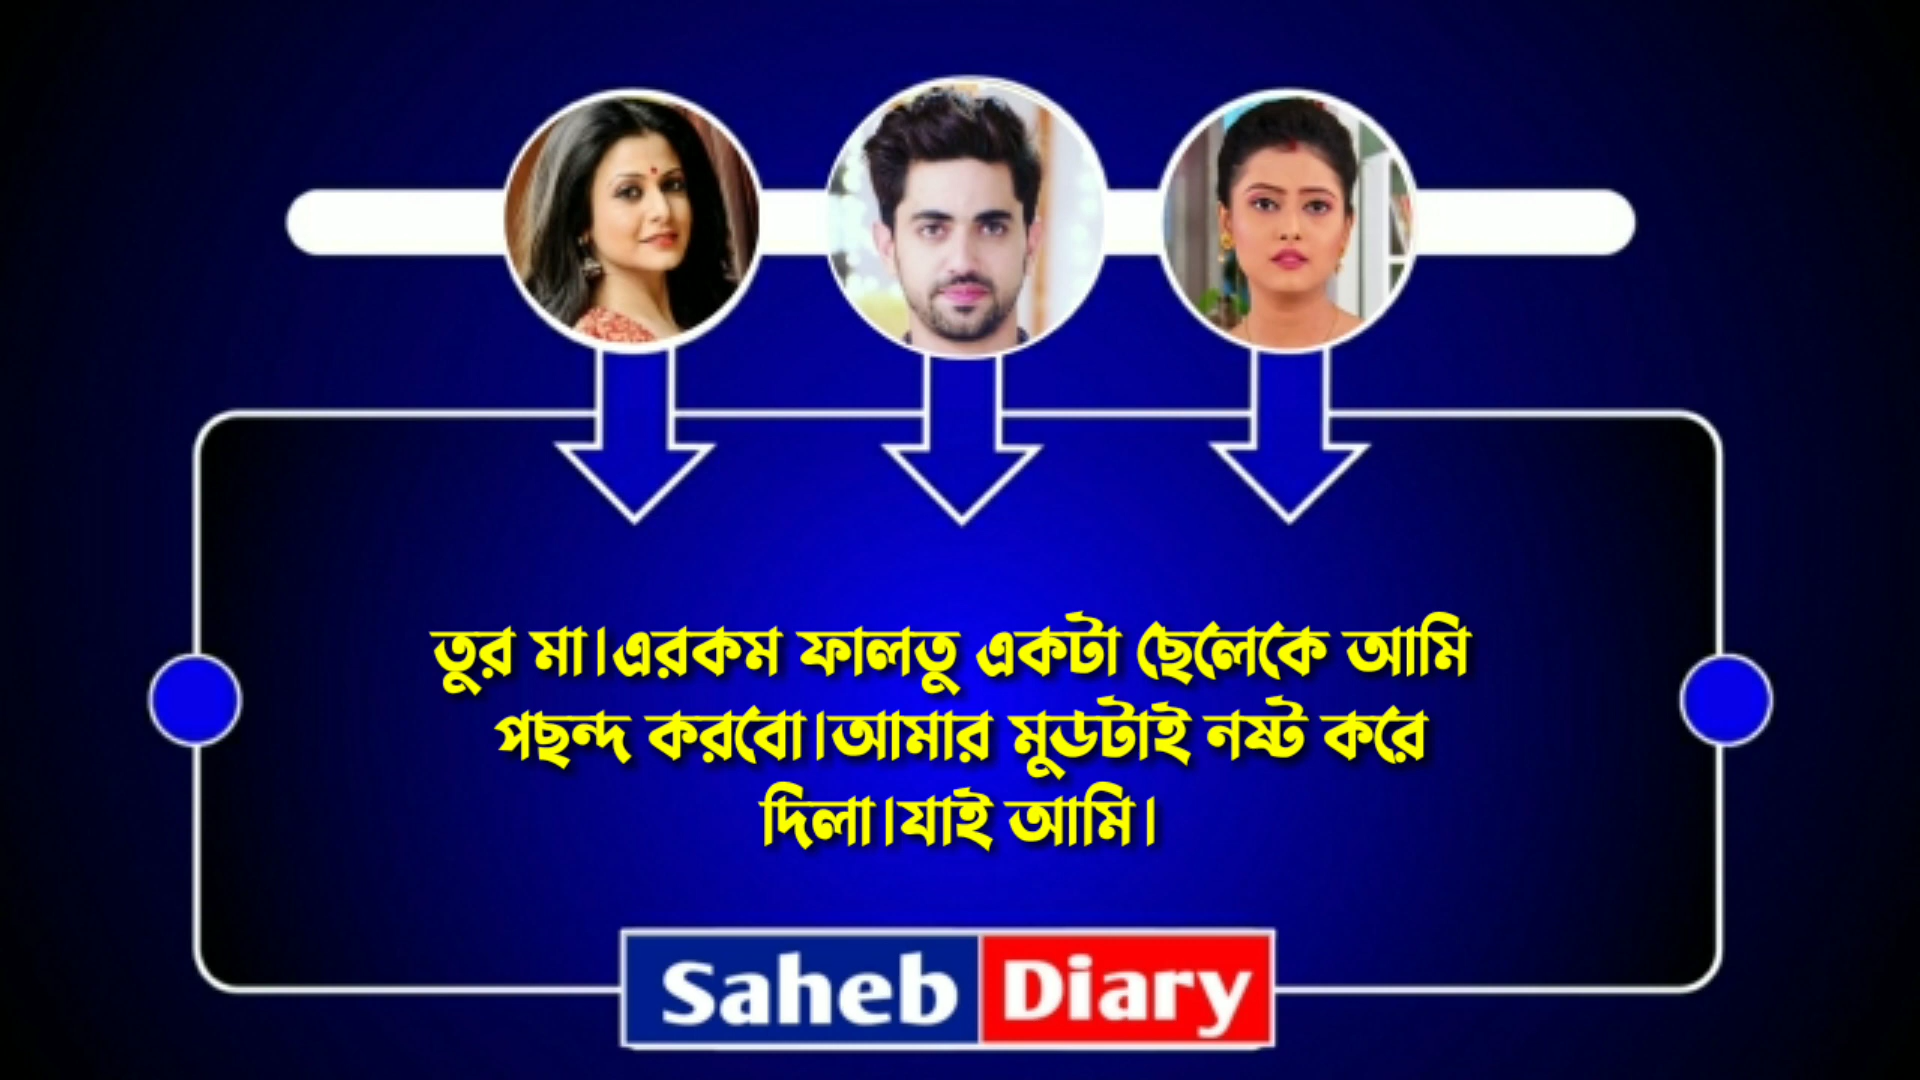 তুর মা।এরকম ফালতু একটা ছেলেকে আমি
পছন্দ করবো।আমার মুডটাই নষ্ট করে
দিলা।যাই আমি।
Saheb Diary